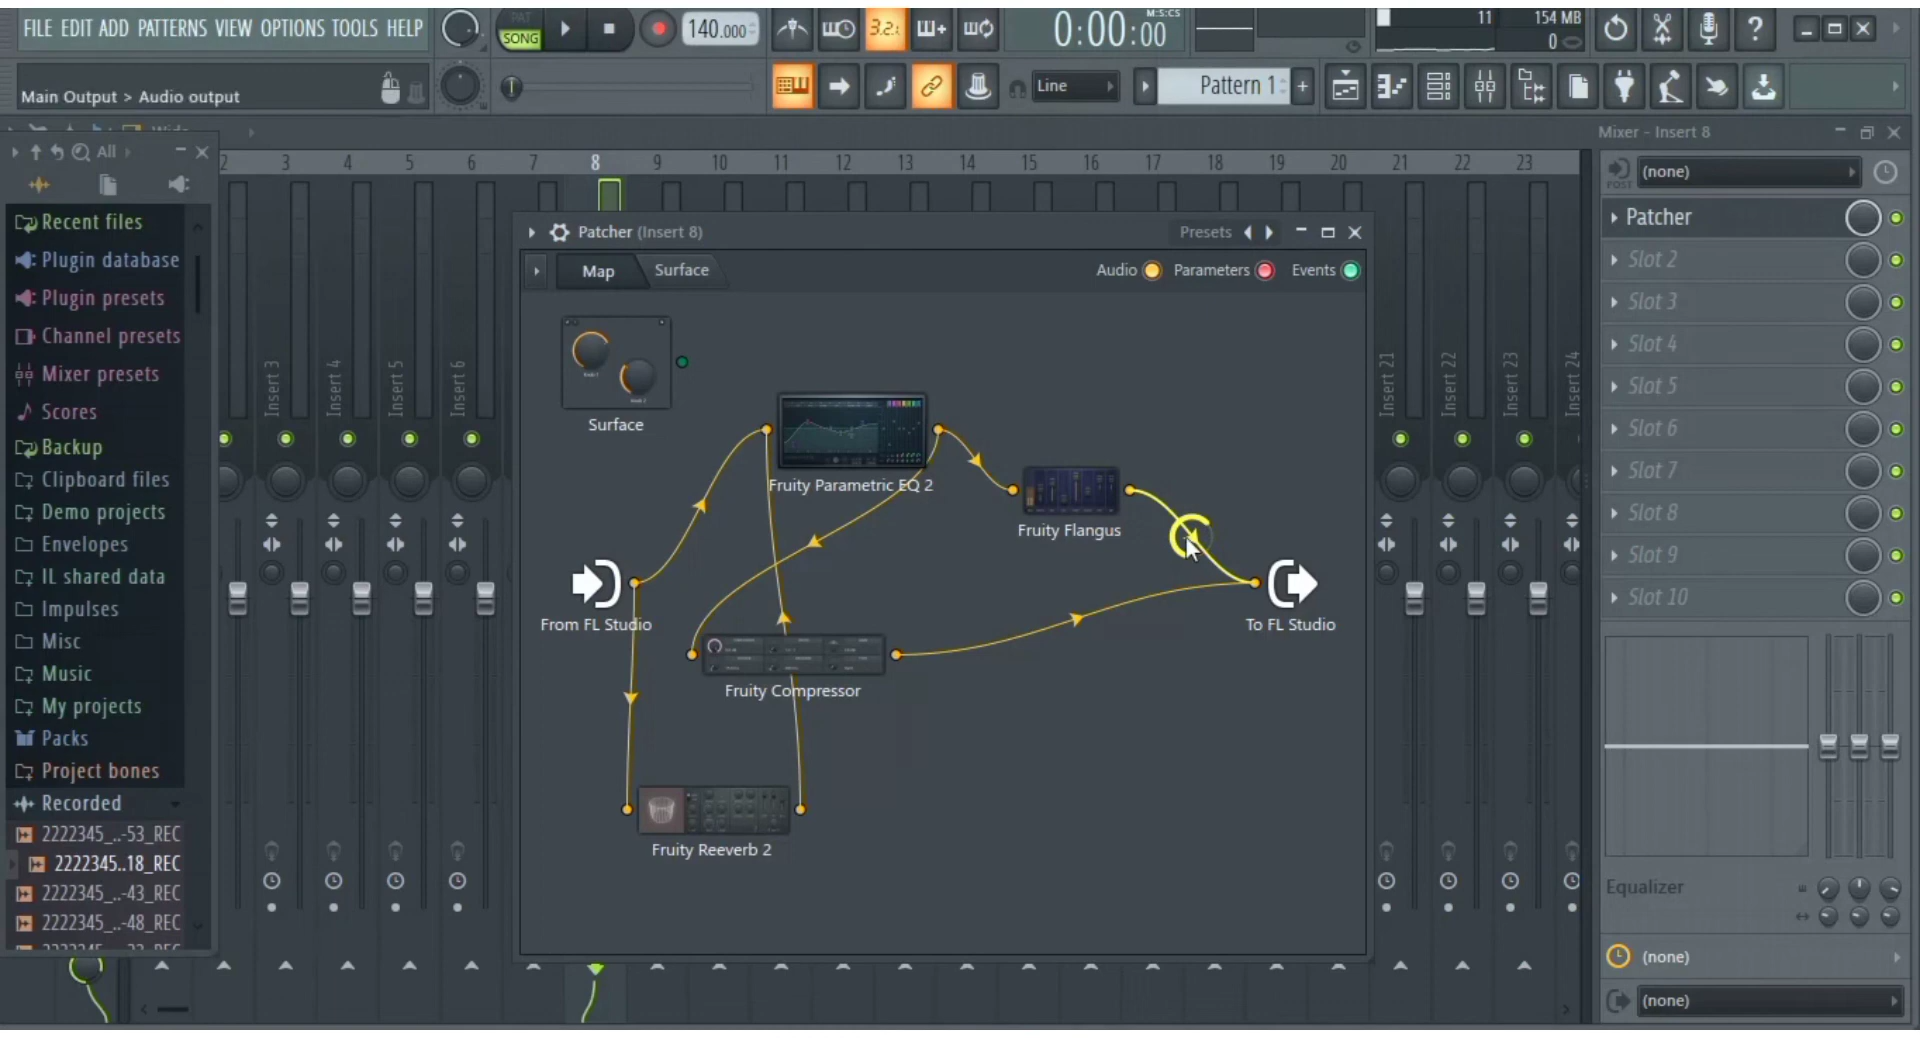 FILE EDIT ADD PATTERNS VIEW OPTIONS TOOLS HELP
PAT
SONG
140.000
3.2.
0:00:00
M:S:CS
11
154 MB
0
Main Output > Audio output
Line
Pattern 1
Mixer - Insert 8
All
2 3 4 5 6 7 8 9 10 11 12 13 14 15 16 17 18 19 20 21 22 23
POST
(none)
Recent files
Plugin database
Plugin presets
Channel presets
Mixer presets
Scores
Backup
Clipboard files
Demo projects
Envelopes
IL shared data
Impulses
Misc
Music
My projects
Packs
Project bones
Recorded
2222345_..-53_REC
2222345..18_REC
2222345_..-43_REC
2222345_..-48_REC
Insert 3
Insert 4
Insert 5
Insert 6
Patcher (Insert 8)
Presets
Map
Surface
Audio
Parameters
Events
Surface
Fruity Parametric EQ 2
Fruity Flangus
From FL Studio
To FL Studio
Fruity Compressor
Fruity Reeverb 2
Insert 21
Insert 22
Insert 23
Insert 24
Patcher
Slot 2
Slot 3
Slot 4
Slot 5
Slot 6
Slot 7
Slot 8
Slot 9
Slot 10
Equalizer
(none)
(none)